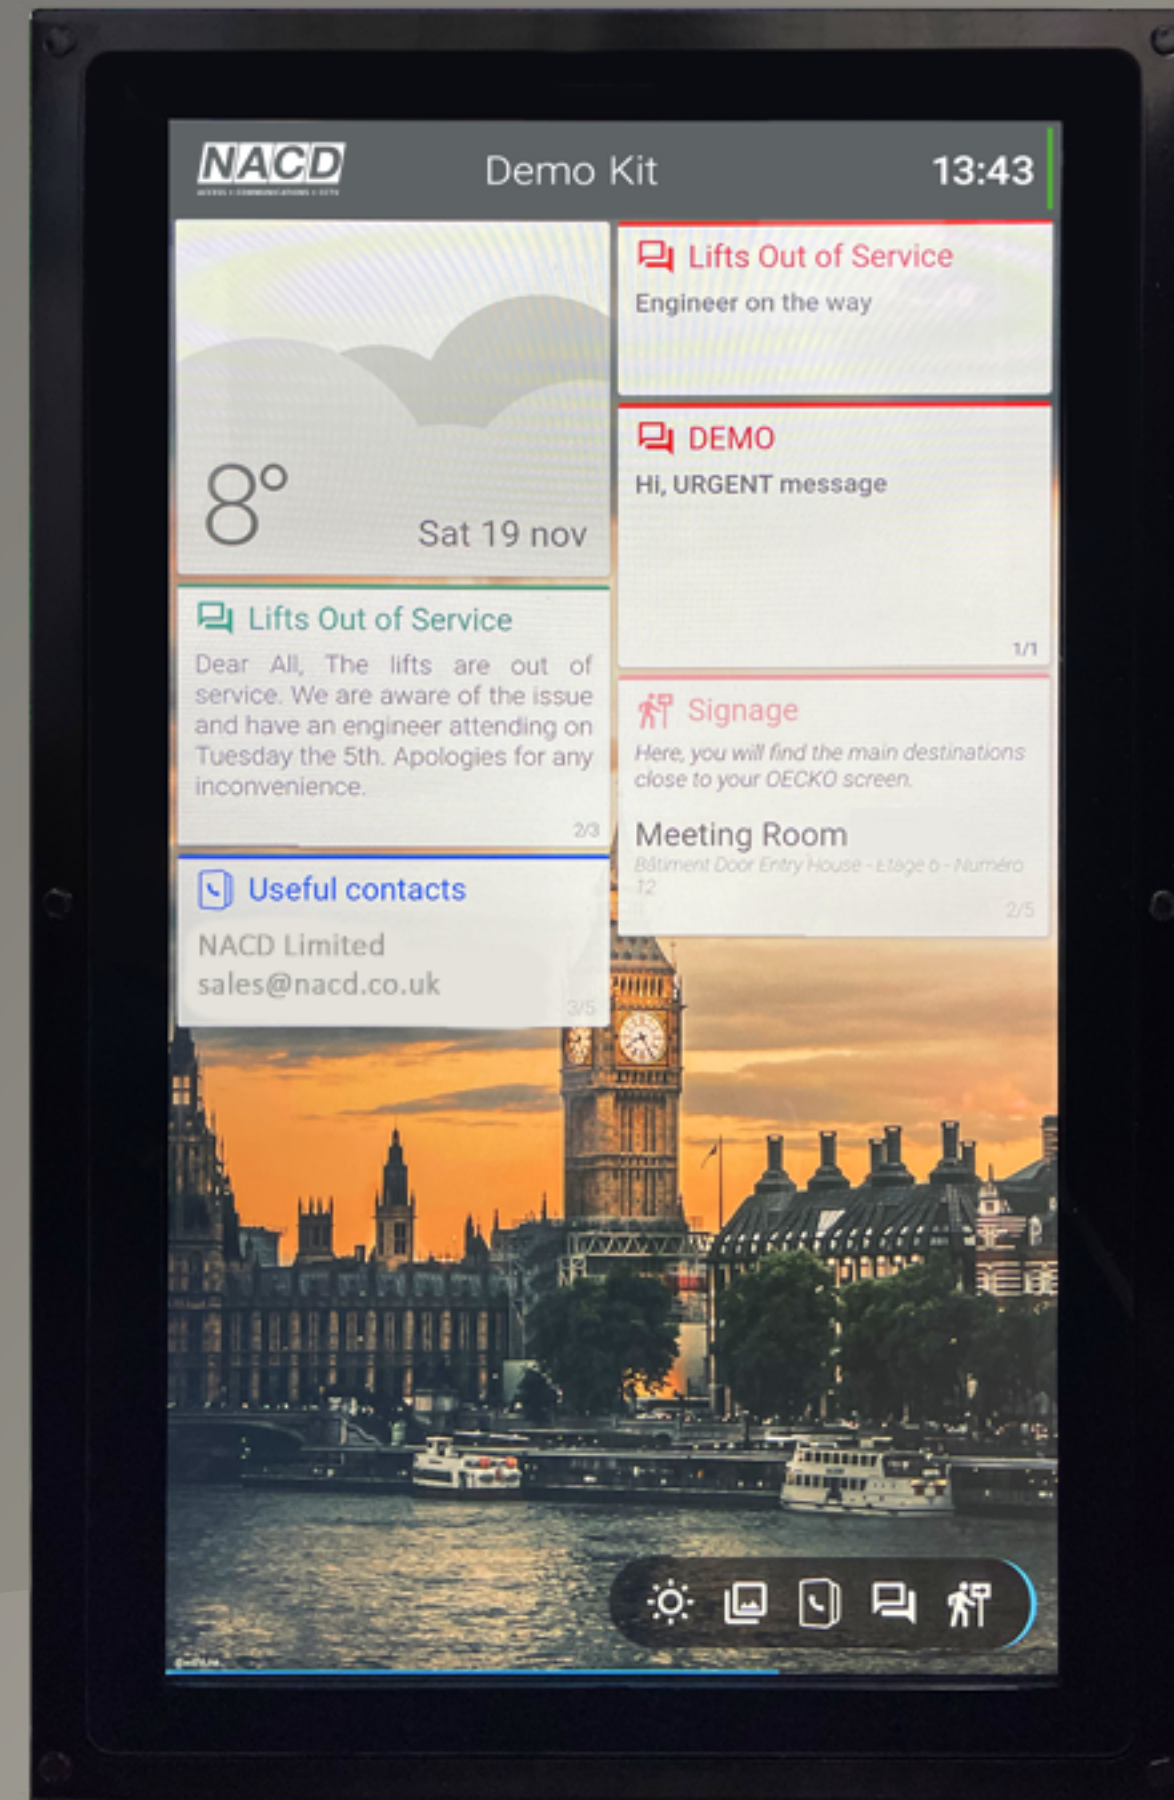 NACD
ACCESS • COMMUNICATIONS • CCTV
Demo Kit
13:43
8°
Sat 19 nov
Lifts Out of Service
Dear All, The lifts are out of
service. We are aware of the issue
and have an engineer attending on
Tuesday the 5th. Apologies for any
inconvenience.
2/3
Useful contacts
NACD Limited
sales@nacd.co.uk
3/5
Lifts Out of Service
Engineer on the way
DEMO
Hi, URGENT message
1/1
Signage
Here, you will find the main destinations
close to your OECKO screen.
Meeting Room
Bâtiment Door Entry House - Etage 6 - Numéro
12
2/5